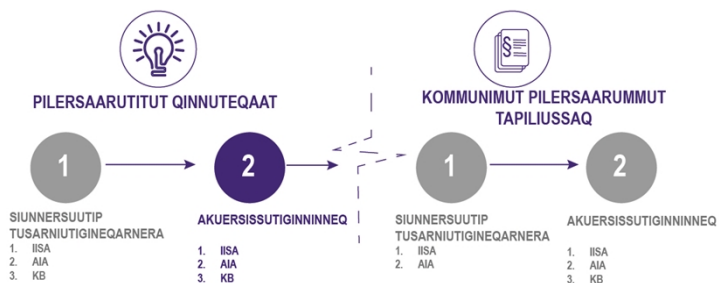 PILERSAARUTITUT QINNUTEQAAT
1
2
SIUNNERSUUTIP
TUSARNIUTIGINEQARNERA
1. IISA
2. AIA
3. KB
AKUERSISSUTIGINNINNEQ
1. IISA
2. AIA
3. KB
§
KOMMUNIMUT PILERSAARUMMUT
TAPILIUSSAQ
1
2
SIUNNERSUUTIP
TUSARNIUTIGINEQARNERA
1. IISA
2. AIA
AKUERSISSUTIGINNINNEQ
1. IISA
2. AIA
3. KB